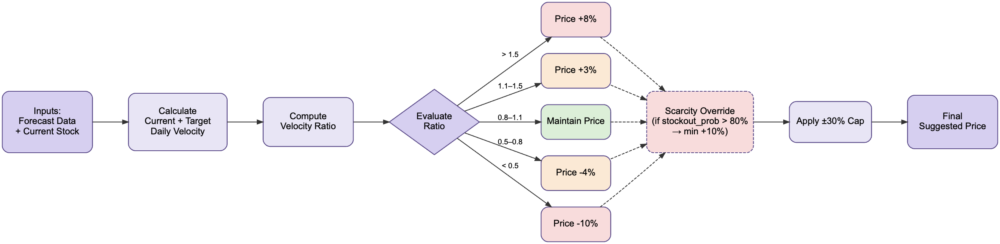 Inputs:
Forecast Data
+ Current Stock
Calculate
Current + Target
Daily Velocity
Compute
Velocity Ratio
Evaluate
Ratio
> 1.5
1.1–1.5
0.8–1.1
0.5–0.8
< 0.5
Price +8%
Price +3%
Maintain Price
Price -4%
Price -10%
Scarcity Override
(if stockout_prob > 80%
→ min +10%)
Apply ±30% Cap
Final
Suggested Price